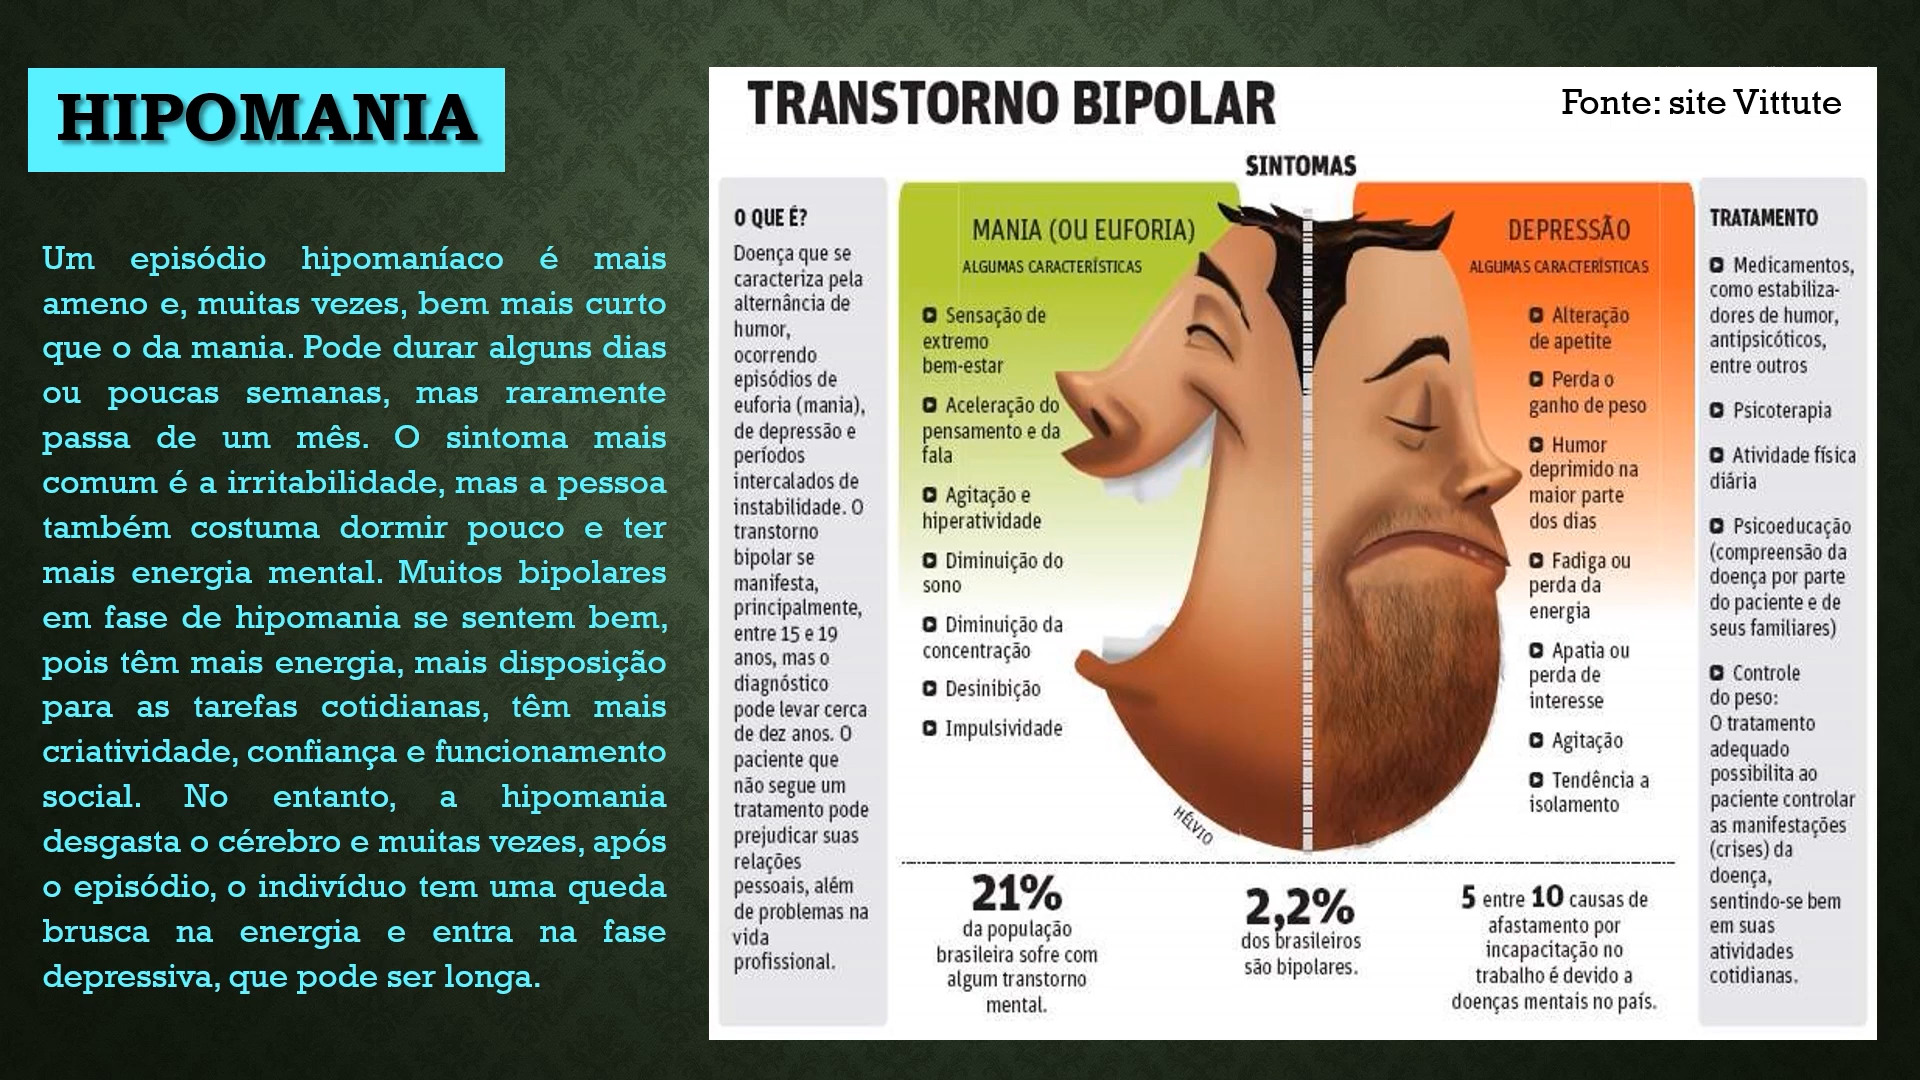 HIPOMANIA
Um episódio hipomaníaco é mais
ameno e, muitas vezes, bem mais curto
que o da mania. Pode durar alguns dias
ou poucas semanas, mas raramente
passa de um mês. O sintoma mais
comum é a irritabilidade, mas a pessoa
também costuma dormir pouco e ter
mais energia mental. Muitos bipolares
em fase de hipomania se sentem bem,
pois têm mais energia, mais disposição
para as tarefas cotidianas, têm mais
criatividade, confiança e funcionamento
social. No entanto, a hipomania
desgasta o cérebro e muitas vezes, após
o episódio, o indivíduo tem uma queda
brusca na energia e entra na fase
depressiva, que pode ser longa.
TRANSTORNO BIPOLAR
Fonte: site Vittute
SINTOMAS
O QUE É?
Doença que se
caracteriza pela
alternância de
humor,
ocorrendo
episódios de
euforia (mania),
de depressão e
períodos
intercalados de
instabilidade. O
transtorno
bipolar se
manifesta,
principalmente,
entre 15 e 19
anos, mas o
diagnóstico
pode levar cerca
de dez anos. O
paciente que
não segue um
tratamento pode
prejudicar suas
relações
pessoais, além
de problemas na
vida
profissional.
MANIA (OU EUFORIA)
ALGUMAS CARACTERÍSTICAS
Sensação de
extremo
bem-estar
Aceleração do
pensamento e da
fala
Agitação e
hiperatividade
Diminuição do
sono
Diminuição da
concentração
Desinibição
Impulsividade
HÉLVIO
DEPRESSÃO
ALGUMAS CARACTERÍSTICAS
Alteração
de apetite
Perda o
ganho de peso
Humor
deprimido na
maior parte
dos dias
Fadiga ou
perda da
energia
Apatia ou
perda de
interesse
Agitação
Tendência a
isolamento
21%
da população
brasileira sofre com
algum transtorno
mental.
2,2%
dos brasileiros
são bipolares.
5 entre 10 causas de
afastamento por
incapacitação no
trabalho é devido a
doenças mentais no país.
TRATAMENTO
Medicamentos,
como estabiliza-
dores de humor,
antipsicóticos,
entre outros
Psicoterapia
Atividade física
diária
Psicoeducação
(compreensão da
doença por parte
do paciente e de
seus familiares)
Controle
do peso:
O tratamento
adequado
possibilita ao
paciente controlar
as manifestações
(crises) da
doença,
sentindo-se bem
em suas
atividades
cotidianas.